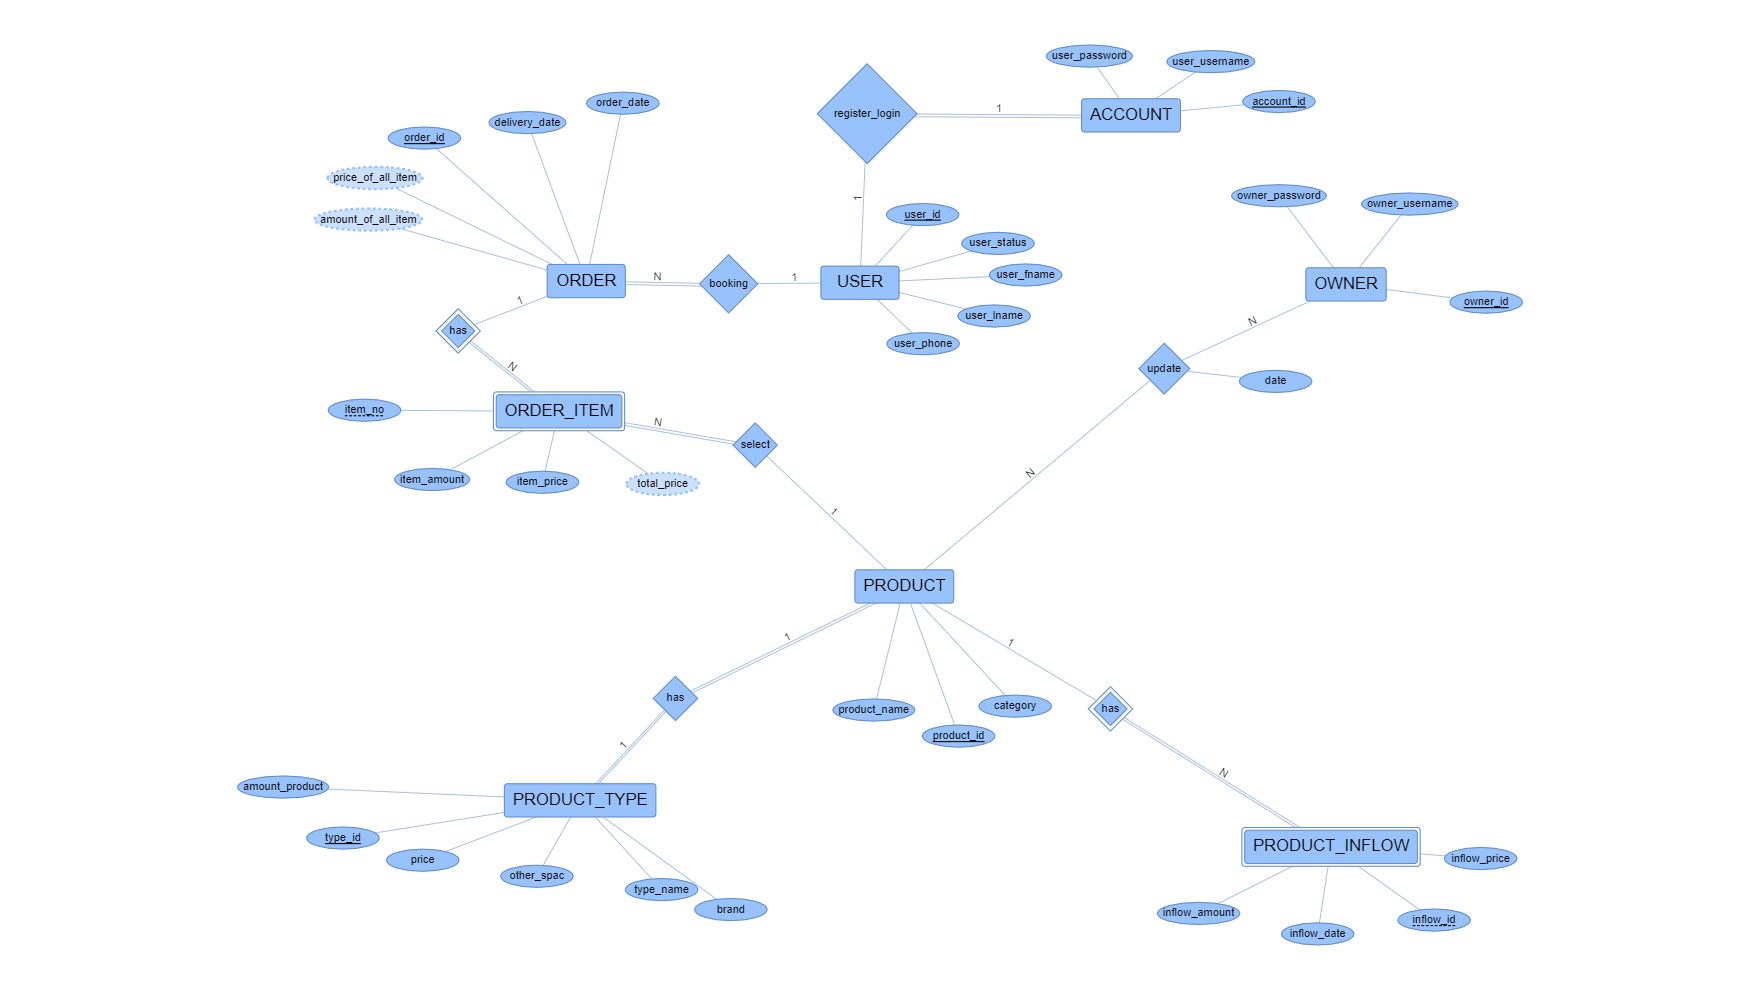 user_password
user_username
ACCOUNT
account_id
1
register_login
1
order_date
delivery_date
order_id
price_of_all_item
amount_of_all_item
ORDER
N
booking
1
USER
user_id
user_status
user_fname
user_lname
user_phone
owner_password
owner_username
OWNER
owner_id
N
update
date
N
1
has
N
ORDER_ITEM
item_no
item_amount
item_price
total_price
N
select
1
PRODUCT
product_name
product_id
category
1
has
1
PRODUCT_TYPE
amount_product
type_id
price
other_spac
type_name
brand
1
has
N
PRODUCT_INFLOW
inflow_price
inflow_amount
inflow_date
inflow_id